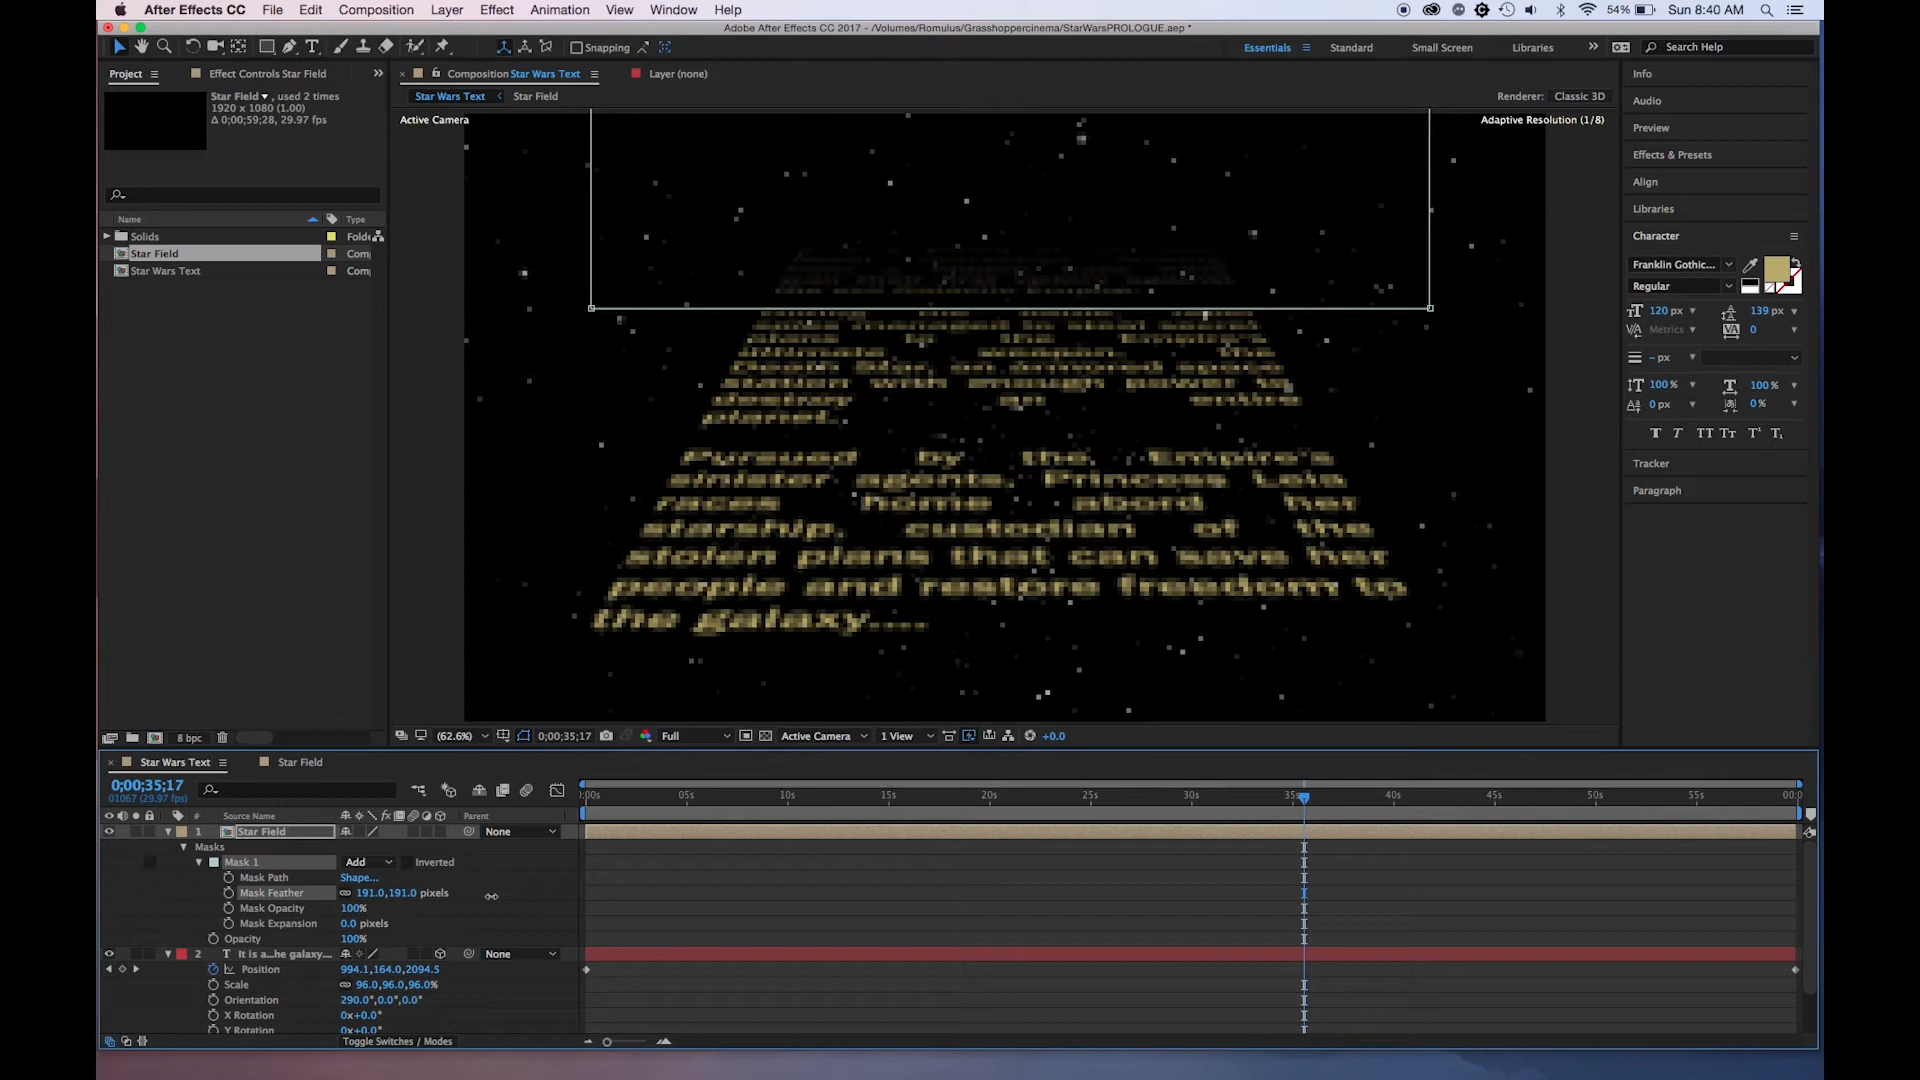 After Effects CC File Edit Composition Layer Effect Animation View Window Help 54% Sun 8:40 AM
Adobe After Effects CC 2017 - /Volumes/Romulus/Grasshoppercinema/StarWarsPROLOGUE.aep *
Snapping Essentials Standard Small Screen Libraries Search Help
Project Effect Controls Star Field Composition Star Wars Text Layer (none) Info
Star Field, used 2 times
1920 x 1080 (1.00)
Δ 0;00;59;28, 29.97 fps
Star Wars Text Star Field Renderer: Classic 3D
Active Camera Adaptive Resolution (1/8)
Audio
Preview
Effects & Presets
Align
Libraries
Character
Name Type
Solids Folde
Star Field Comp
Star Wars Text Comp
Franklin Gothic...
Regular
120 px 139 px
Metrics 0
- px
100 % 100 %
0 px 0 %
T T TT Tr T¹ T₁
Tracker
Paragraph
planet.
Pursued by the Empire's
sinister agents, Princess Leia
races home abord her
starship, custodian of the
stolen plans that can save her
people and restore freedom to
the galaxy....
8 bpc (62.6%) 0;00;35;17 Full Active Camera 1 View +0.0
Star Wars Text Star Field
0;00;35;17
01067 (29.97 fps)
:00s 05s 10s 15s 20s 25s 30s 35s 40s 45s 50s 55s 00:0
# Source Name Parent
1 Star Field None
Masks
Mask 1 Add Inverted
Mask Path Shape...
Mask Feather 191.0,191.0 pixels
Mask Opacity 100%
Mask Expansion 0.0 pixels
Opacity 100%
2 T It is a...he galaxy.... None
Position 994.1,164.0,2094.5
Scale 96.0,96.0,96.0%
Orientation 290.0°,0.0°,0.0°
X Rotation 0x+0.0°
Y Rotation 0x+0.0°
Toggle Switches / Modes